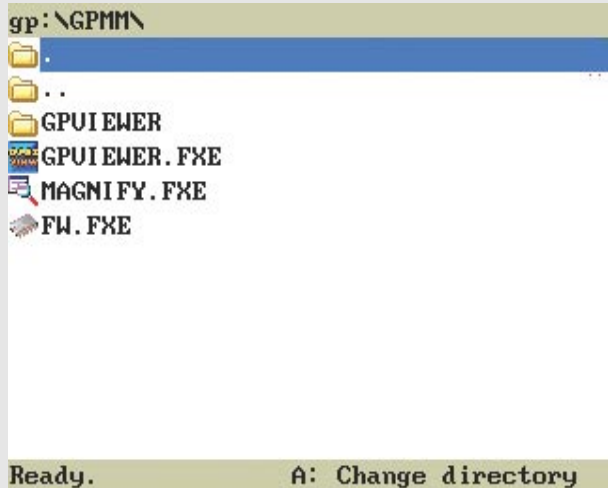 gp:\GPMM\
.
..
GPVIEWER
GPVIEWER.FXE
MAGNIFY.FXE
FW.FXE
Ready. A: Change directory